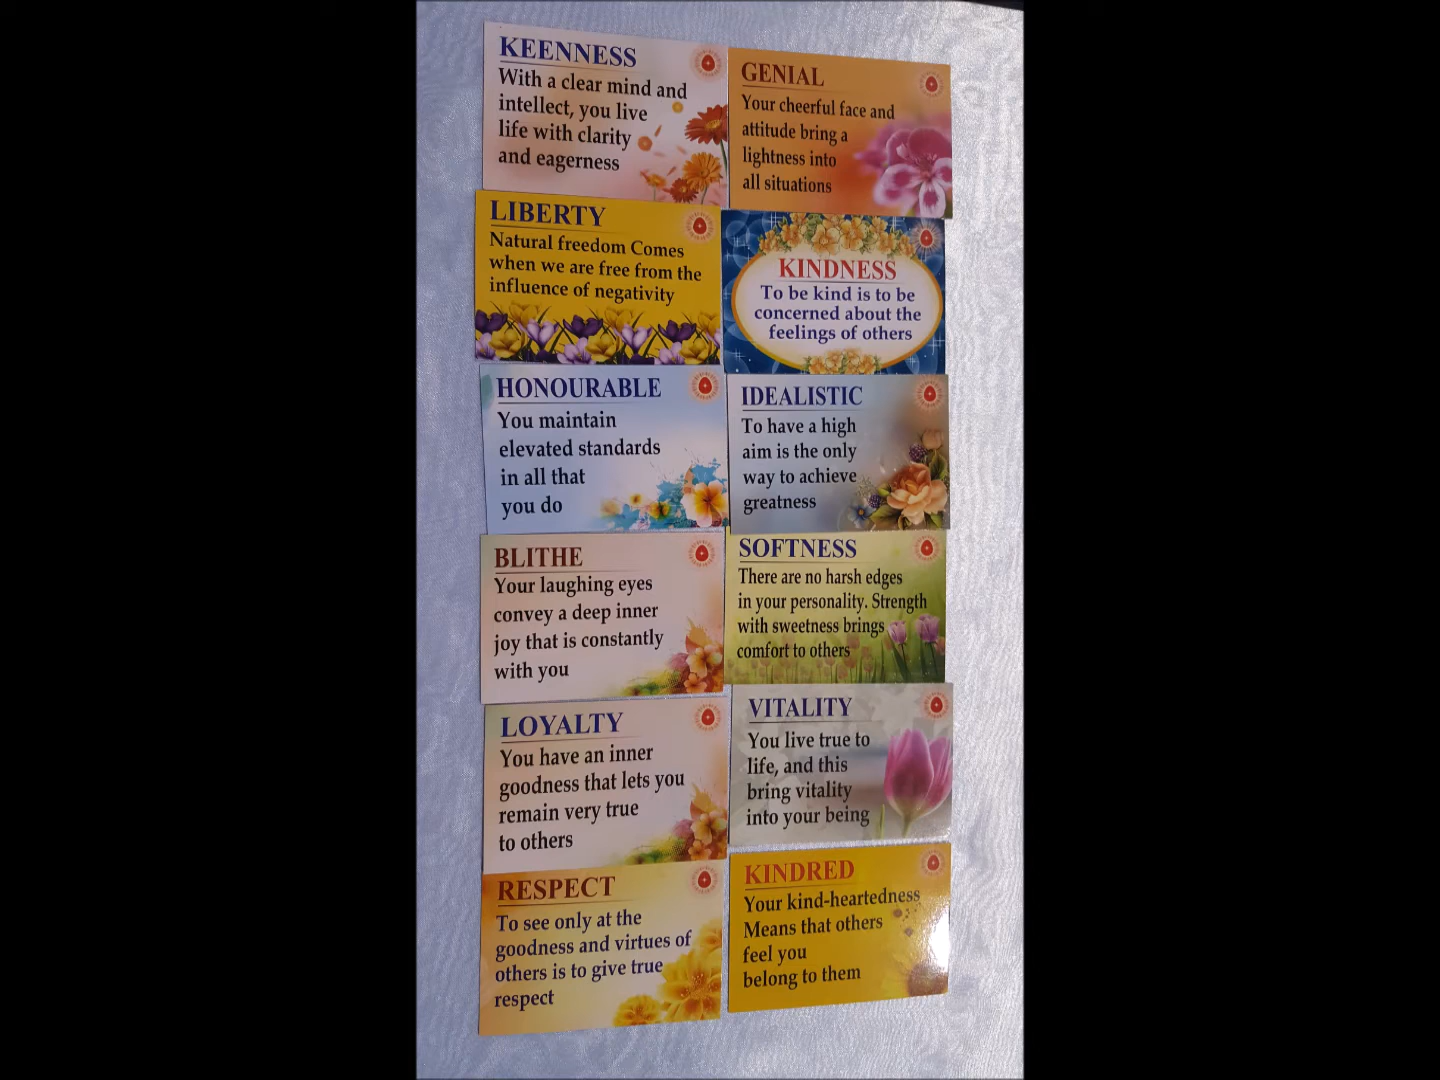 KEENNESS
With a clear mind and
intellect, you live
life with clarity
and eagerness
GENIAL
Your cheerful face and
attitude bring a
lightness into
all situations
LIBERTY
Natural freedom Comes
when we are free from the
influence of negativity
KINDNESS
To be kind is to be
concerned about the
feelings of others
HONOURABLE
You maintain
elevated standards
in all that
you do
IDEALISTIC
To have a high
aim is the only
way to achieve
greatness
BLITHE
Your laughing eyes
convey a deep inner
joy that is constantly
with you
SOFTNESS
There are no harsh edges
in your personality. Strength
with sweetness brings
comfort to others
LOYALTY
You have an inner
goodness that lets you
remain very true
to others
VITALITY
You live true to
life, and this
bring vitality
into your being
RESPECT
To see only at the
goodness and virtues of
others is to give true
respect
KINDRED
Your kind-heartedness
Means that others
feel you
belong to them